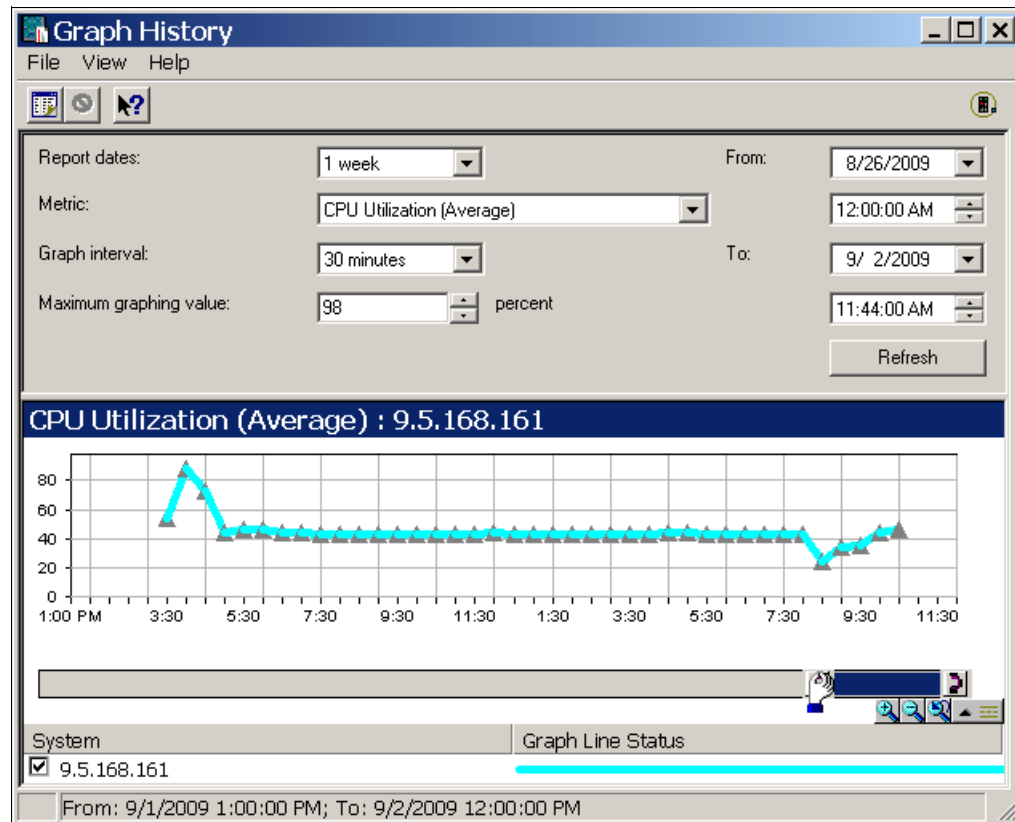 Graph History
File View Help
Report dates: 1 week From: 8/26/2009
Metric: CPU Utilization (Average) 12:00:00 AM
Graph interval: 30 minutes To: 9/ 2/2009
Maximum graphing value: 98 percent 11:44:00 AM
Refresh
CPU Utilization (Average) : 9.5.168.161
80
60
40
20
0
1:00 PM 3:30 5:30 7:30 9:30 11:30 1:30 3:30 5:30 7:30 9:30 11:30
System Graph Line Status
9.5.168.161
From: 9/1/2009 1:00:00 PM; To: 9/2/2009 12:00:00 PM